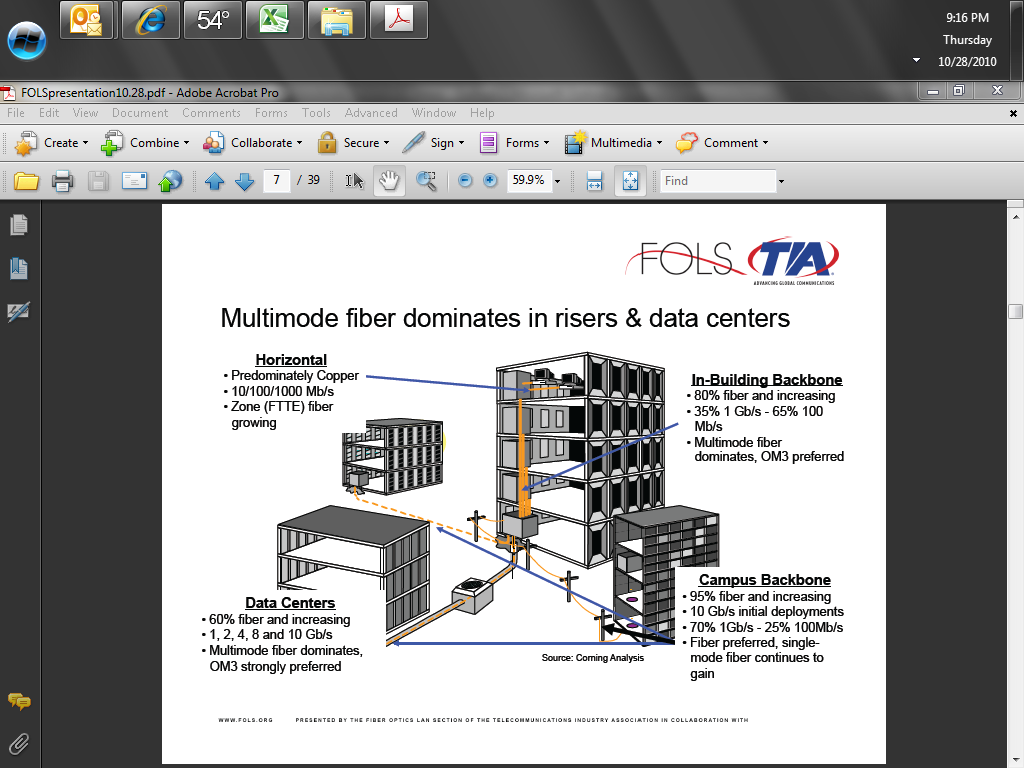 54°
9:16 PM
Thursday
10/28/2010
FOLSpresentation10.28.pdf - Adobe Acrobat Pro
File Edit View Document Comments Forms Tools Advanced Window Help
Create Combine Collaborate Secure Sign Forms Multimedia Comment
7 / 39 59.9% Find
FOLS TIA
ADVANCING GLOBAL COMMUNICATIONS
Multimode fiber dominates in risers & data centers
Horizontal
• Predominately Copper
• 10/100/1000 Mb/s
• Zone (FTTE) fiber
growing
In-Building Backbone
• 80% fiber and increasing
• 35% 1 Gb/s - 65% 100
Mb/s
• Multimode fiber
dominates, OM3 preferred
Data Centers
• 60% fiber and increasing
• 1, 2, 4, 8 and 10 Gb/s
• Multimode fiber dominates,
OM3 strongly preferred
Campus Backbone
• 95% fiber and increasing
• 10 Gb/s initial deployments
• 70% 1Gb/s - 25% 100Mb/s
• Fiber preferred, single-
mode fiber continues to
gain
Source: Corning Analysis
WWW.FOLS.ORG PRESENTED BY THE FIBER OPTICS LAN SECTION OF THE TELECOMMUNICATIONS INDUSTRY ASSOCIATION IN COLLABORATION WITH